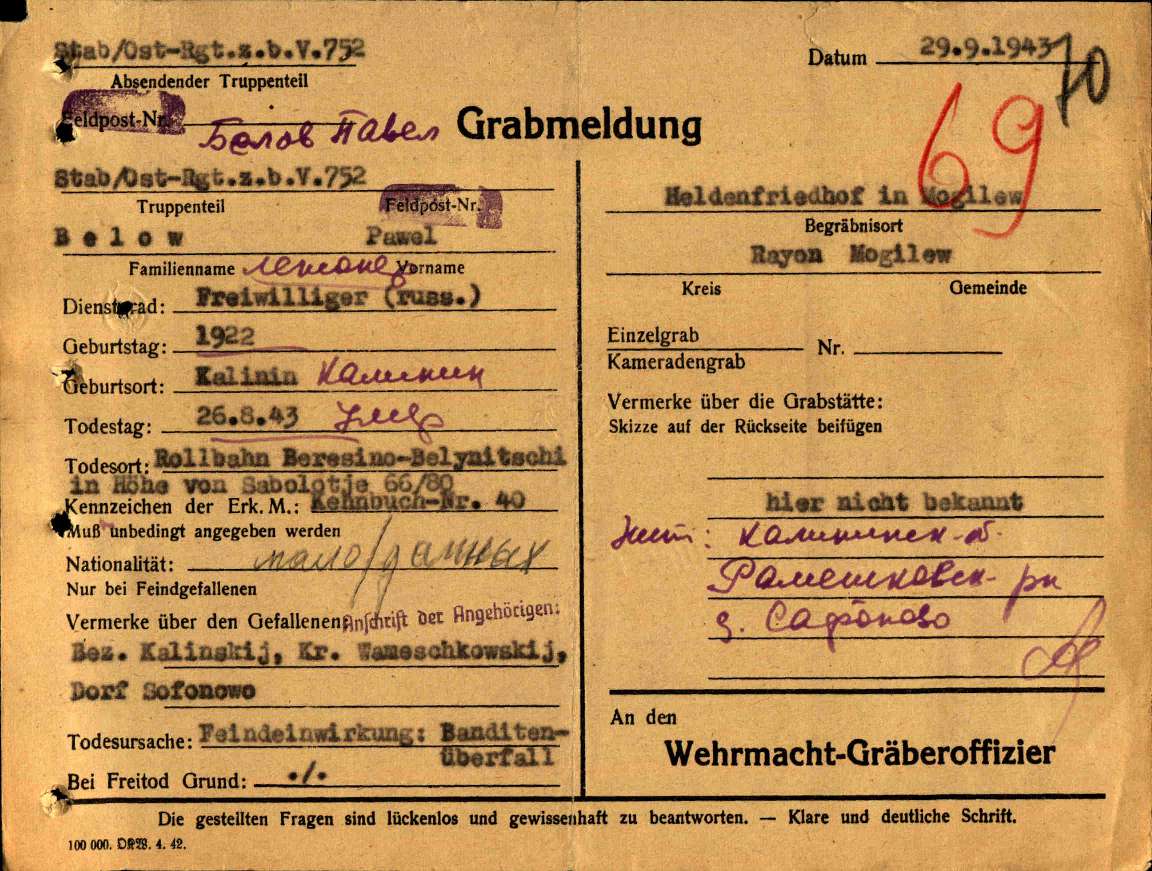 Stab/Ost-Rgt.z.b.V.752
Absendender Truppenteil
Feldpost-Nr.
Белов Павел
Grabmeldung
Datum 29.9.1943
70
69
Stab/Ost-Rgt.z.b.V.752
Truppenteil Feldpost-Nr.
Below Pawel
Familienname Vorname
Dienstgrad: Freiwilliger (russ.)
Geburtstag: 1922
Geburtsort: Kalinin Калинин
Todestag: 26.8.43 Умер
Todesort: Rollbahn Beresino-Belynitschi
in Höhe von Sabolotje 66/80
Kennzeichen der Erk. M.: Kennbuch-Nr. 40
Muß unbedingt angegeben werden
Nationalität: мало данных
Nur bei Feindgefallenen
Vermerke über den Gefallenen: Anschrift der Angehörigen:
Bez. Kalinskij, Kr. Wameschkowskij,
Dorf Sofonowo
Todesursache: Feindeinwirkung: Banditen-
überfall
Bei Freitod Grund: ./.
Heldenfriedhof in Mogilew
Begräbnisort
Rayon Mogilew
Kreis Gemeinde
Einzelgrab
Kameradengrab
Nr.
Vermerke über die Grabstätte:
Skizze auf der Rückseite beifügen
hier nicht bekannt
Жит: Калининск. о.
Рамешковск. рн
д. Сафоново
An den
Wehrmacht-Gräberoffizier
Die gestellten Fragen sind lückenlos und gewissenhaft zu beantworten. — Klare und deutliche Schrift.
100 000. 4. 42.